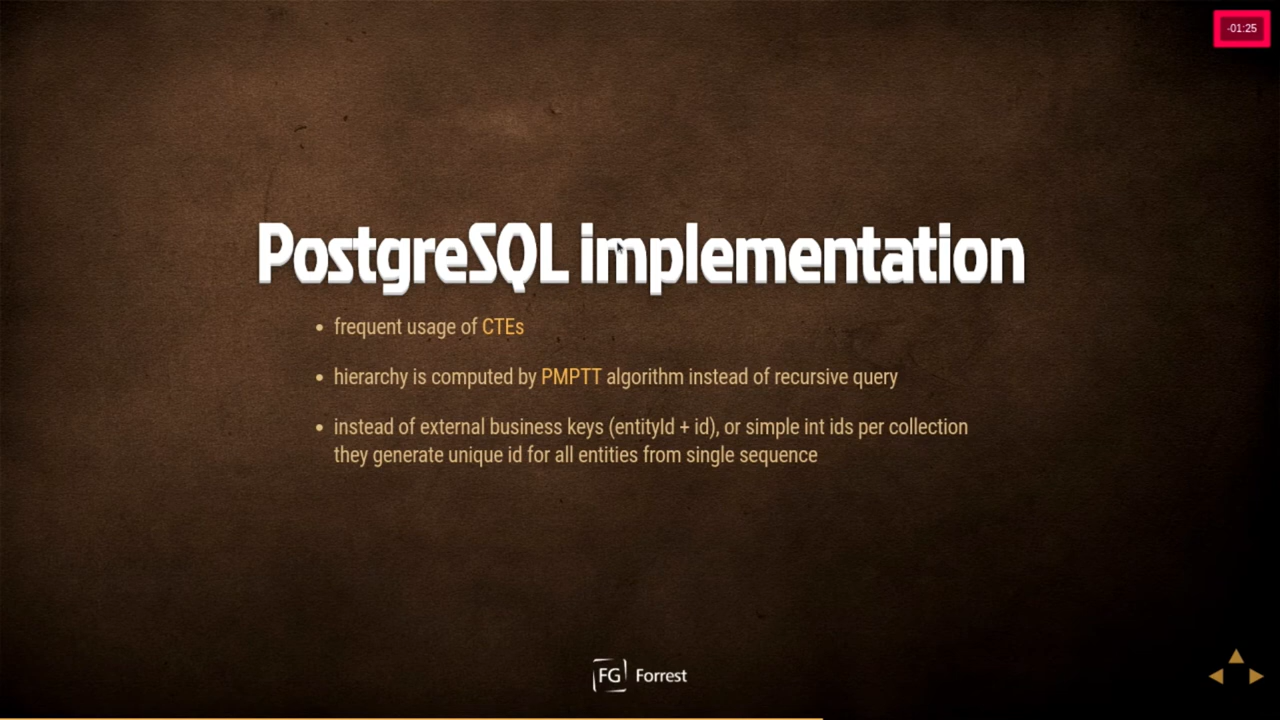 -01:25
PostgreSQL implementation
• frequent usage of CTEs
• hierarchy is computed by PMPTT algorithm instead of recursive query
• instead of external business keys (entityId + id), or simple int ids per collection
they generate unique id for all entities from single sequence
FG Forrest